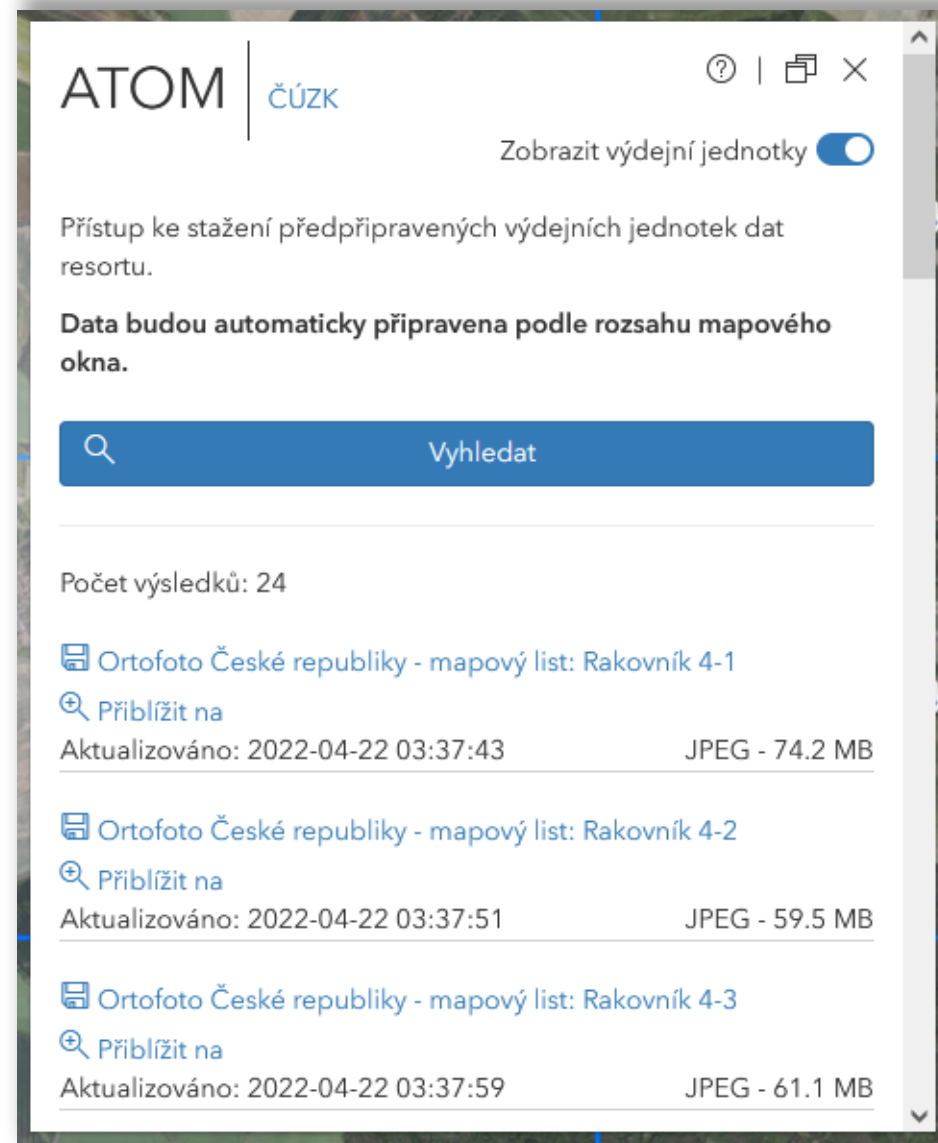 ATOM
ČÚZK
Zobrazit výdejní jednotky
Přístup ke stažení předpřipravených výdejních jednotek dat
resortu.
Data budou automaticky připravena podle rozsahu mapového
okna.
Vyhledat
Počet výsledků: 24
Ortofoto České republiky - mapový list: Rakovník 4-1
Přiblížit na
Aktualizováno: 2022-04-22 03:37:43 JPEG - 74.2 MB
Ortofoto České republiky - mapový list: Rakovník 4-2
Přiblížit na
Aktualizováno: 2022-04-22 03:37:51 JPEG - 59.5 MB
Ortofoto České republiky - mapový list: Rakovník 4-3
Přiblížit na
Aktualizováno: 2022-04-22 03:37:59 JPEG - 61.1 MB